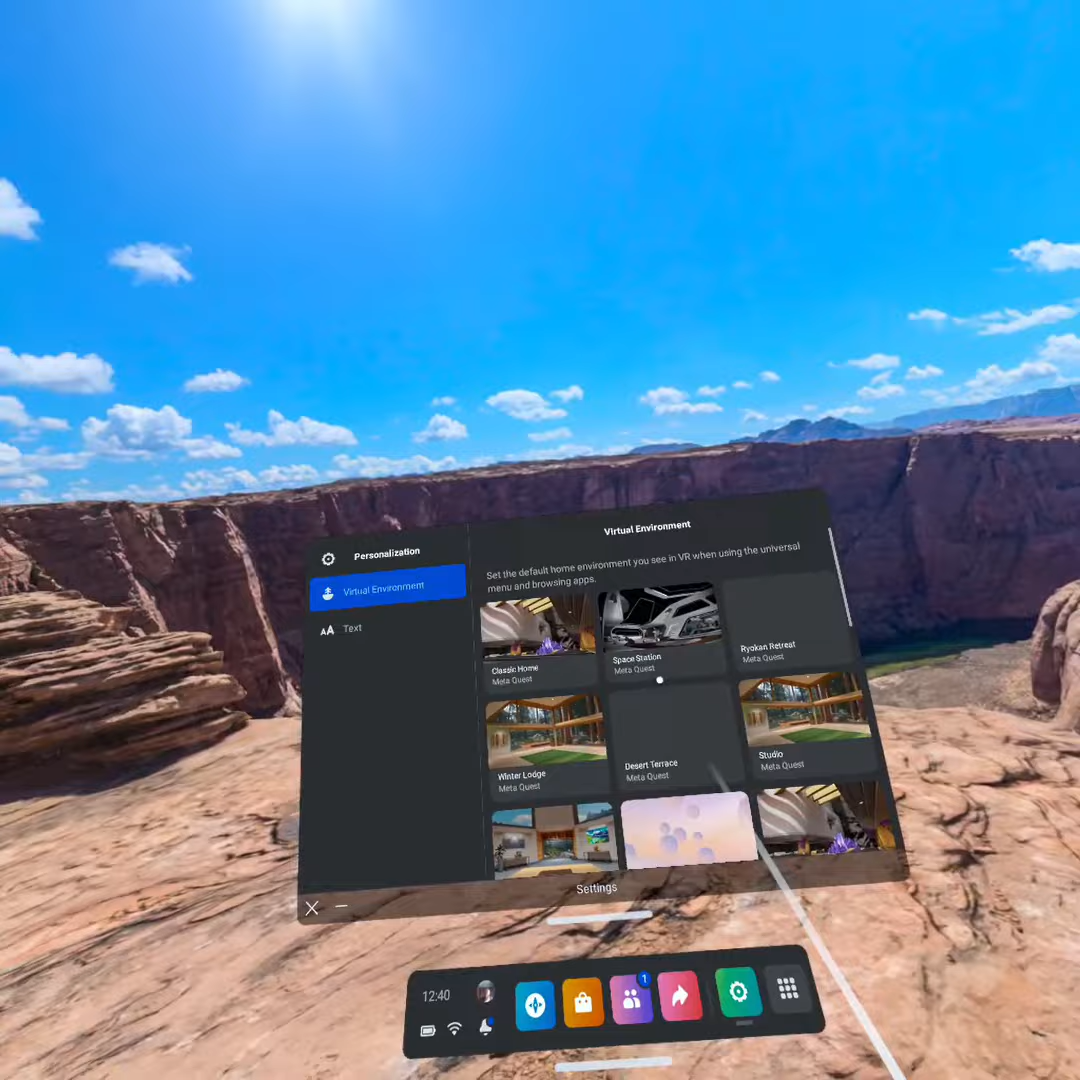 Personalization
Virtual Environment
Text
Virtual Environment
Set the default home environment you see in VR when using the universal
menu and browsing apps.
Classic Home
Meta Quest
Space Station
Meta Quest
Ryokan Retreat
Meta Quest
Winter Lodge
Meta Quest
Desert Terrace
Meta Quest
Studio
Meta Quest
Settings
12:40
1